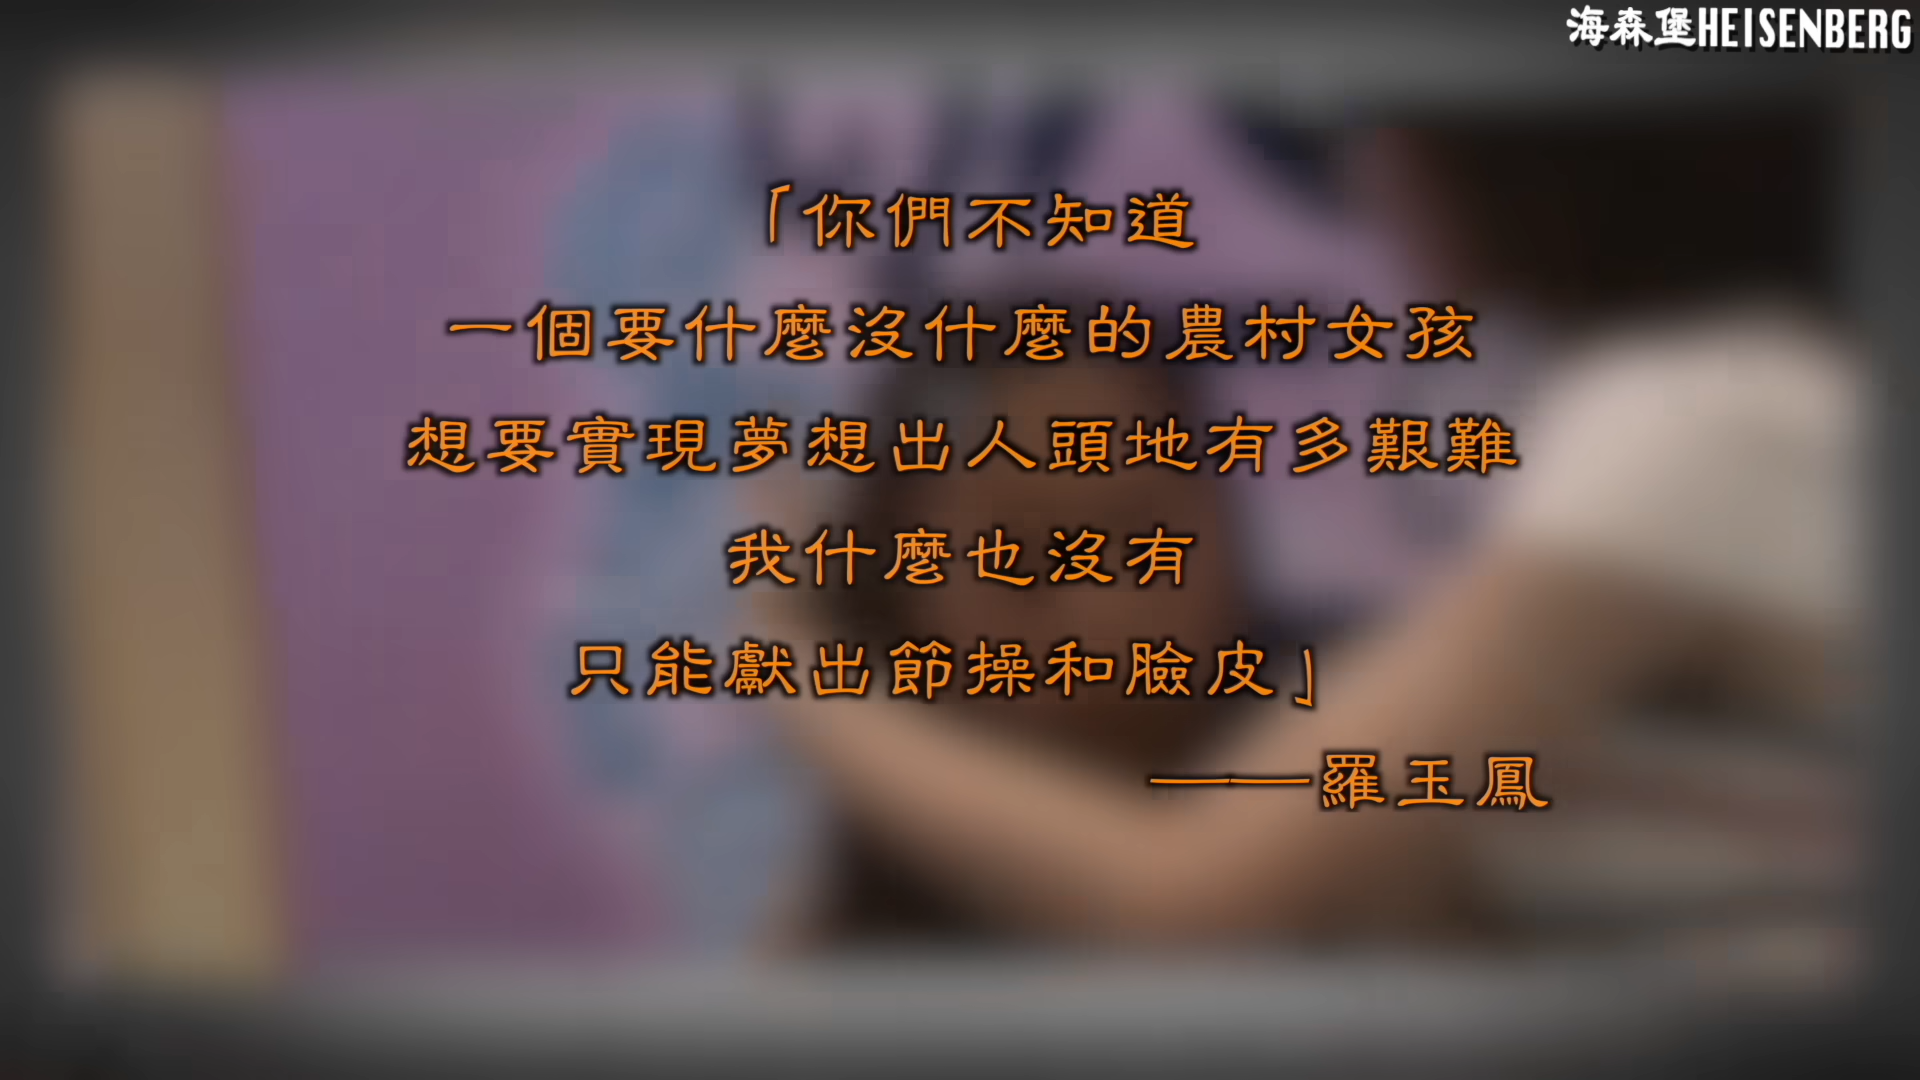 海森堡HEISENBERG
「你們不知道
一個要什麼沒什麼的農村女孩
想要實現夢想出人頭地有多艱難
我什麼也沒有
只能獻出節操和臉皮」
——羅玉鳳